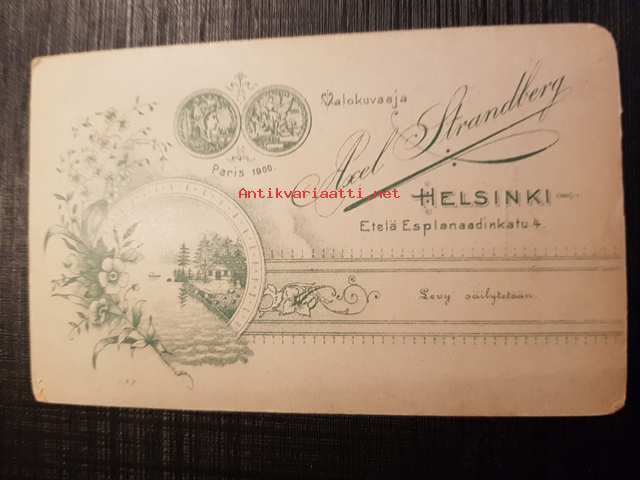 Valokuvaaja
Axel Strandberg
Paris 1900.
Antikvariaatti.net
HELSINKI
Etelä Esplanaadinkatu 4.
Levy säilytetään.